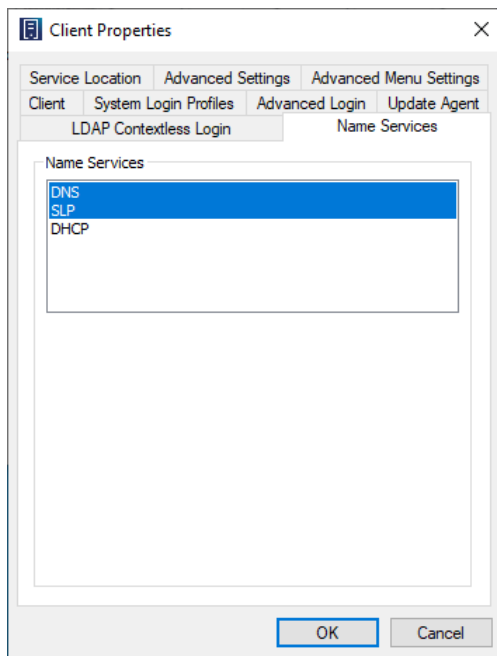 Client Properties
Service Location
Advanced Settings
Advanced Menu Settings
Client
System Login Profiles
Advanced Login
Update Agent
LDAP Contextless Login
Name Services
Name Services
DNS
SLP
DHCP
OK
Cancel